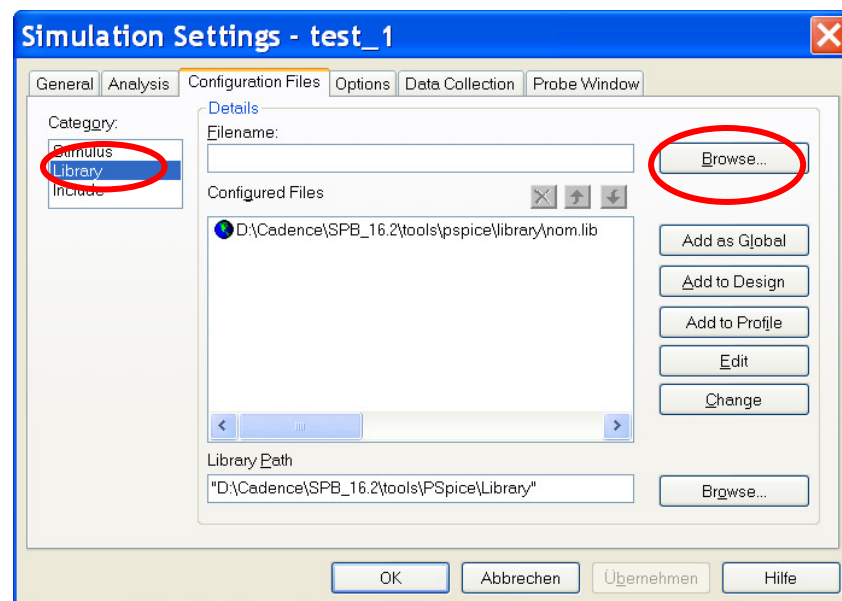 Simulation Settings - test_1
General Analysis Configuration Files Options Data Collection Probe Window
Category:
Stimulus
Library
Include
Details
Filename:
Browse...
Configured Files
D:\Cadence\SPB_16.2\tools\pspice\library\nom.lib
Add as Global
Add to Design
Add to Profile
Edit
Change
Library Path
"D:\Cadence\SPB_16.2\tools\PSpice\Library"
Browse...
OK Abbrechen Übernehmen Hilfe